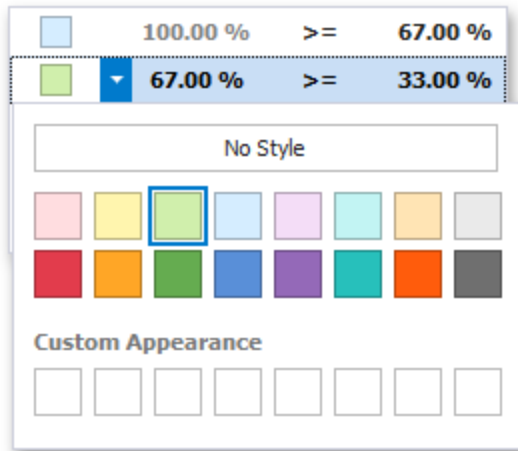 100.00 % >= 67.00 %
67.00 % >= 33.00 %
No Style
Custom Appearance